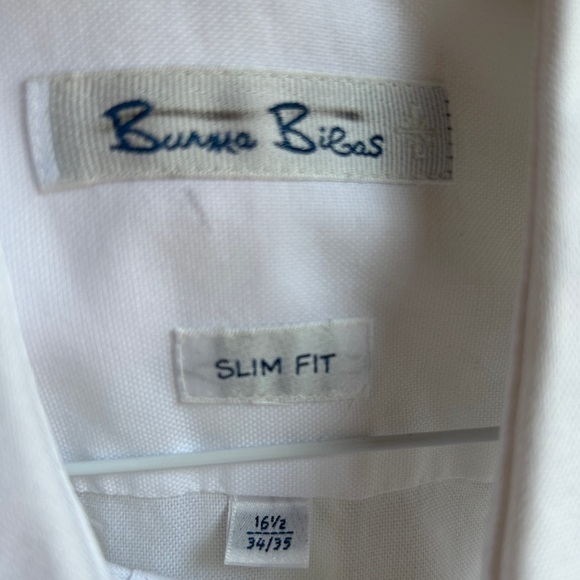 Burma Bibas
SLIM FIT
16½
34/35